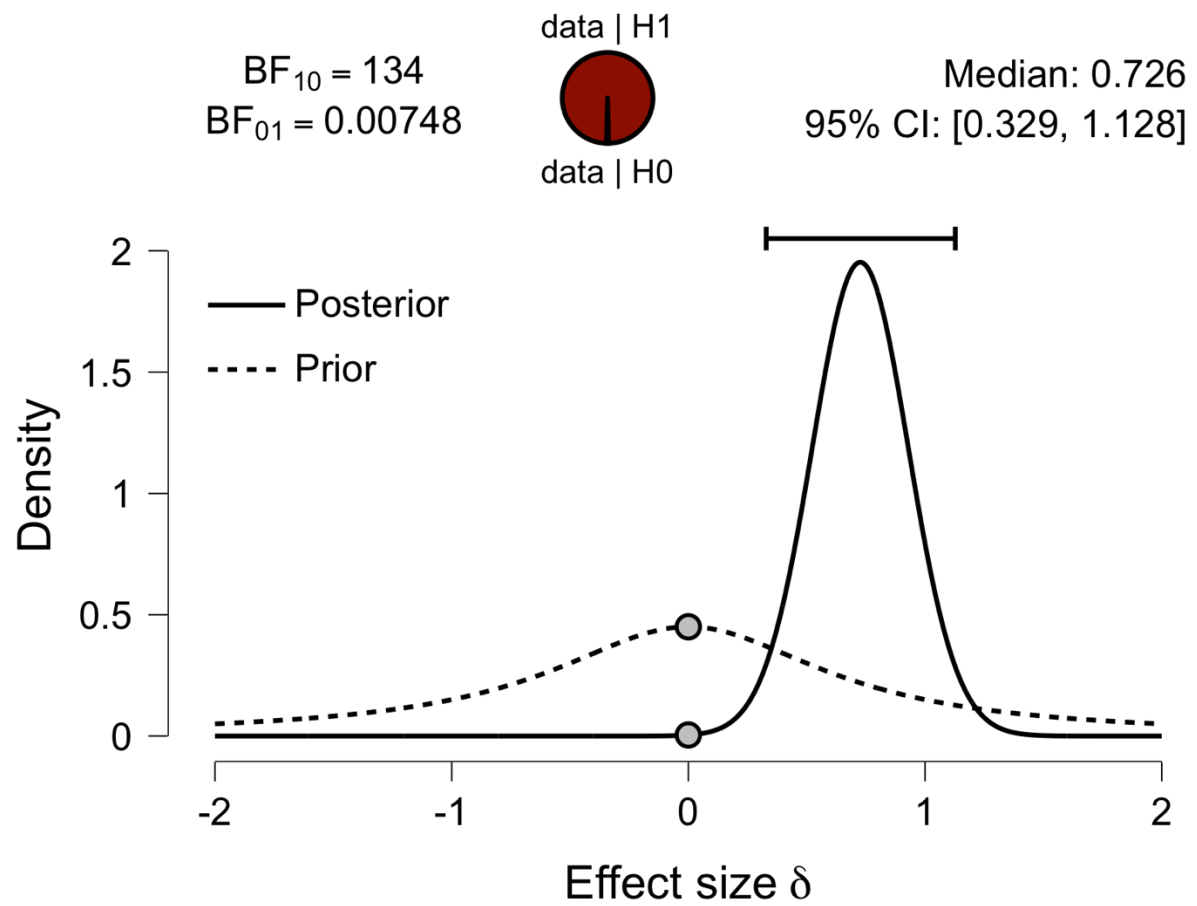 data | H1
BF10 = 134
BF01 = 0.00748
data | H0
Median: 0.726
95% CI: [0.329, 1.128]
Posterior
Prior
Density
2
1.5
1
0.5
0
-2
-1
0
1
2
Effect size δ